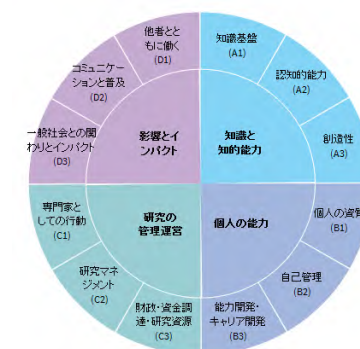 知識基盤
(A1)
認知的能力
(A2)
創造性
(A3)
知識と
知的能力
個人の資質
(B1)
自己管理
(B2)
能力開発・
キャリア開発
(B3)
個人の能力
財政・資金調
達・研究資源
(C3)
研究マネ
ジメント
(C2)
専門家と
しての行動
(C1)
研究の
管理運営
一般社会との関
わりとインパクト
(D3)
コミュニケー
ションと普及
(D2)
他者とと
もに働く
(D1)
影響とイ
ンパクト